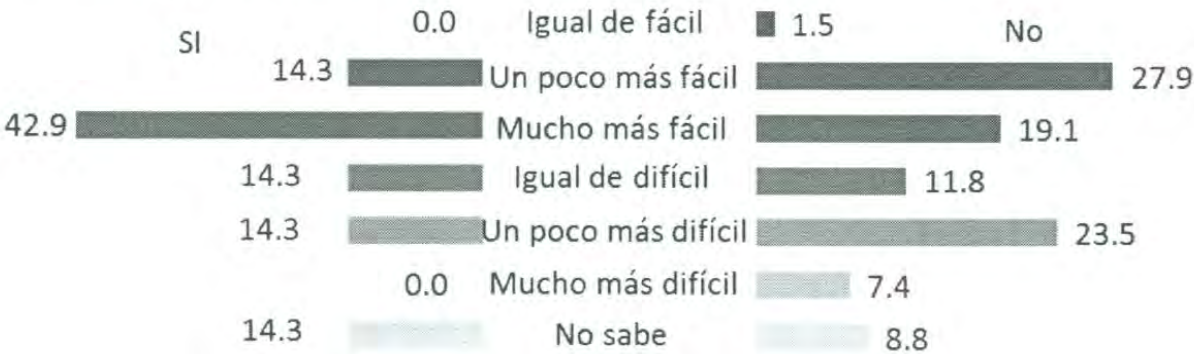 SI 0.0 Igual de fácil 1.5 No
14.3 Un poco más fácil 27.9
42.9 Mucho más fácil 19.1
14.3 Igual de difícil 11.8
14.3 Un poco más difícil 23.5
0.0 Mucho más difícil 7.4
14.3 No sabe 8.8